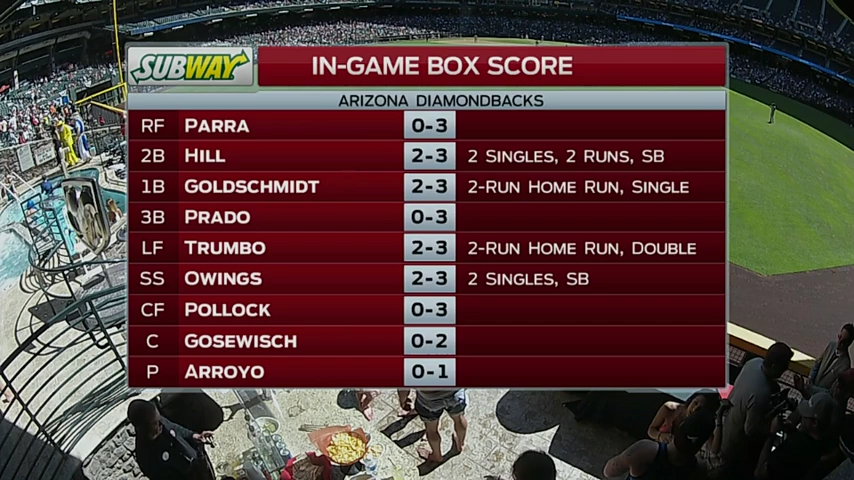 SUBWAY IN-GAME BOX SCORE
ARIZONA DIAMONDBACKS
RF PARRA 0-3
2B HILL 2-3 2 SINGLES, 2 RUNS, SB
1B GOLDSCHMIDT 2-3 2-RUN HOME RUN, SINGLE
3B PRADO 0-3
LF TRUMBO 2-3 2-RUN HOME RUN, DOUBLE
SS OWINGS 2-3 2 SINGLES, SB
CF POLLOCK 0-3
C GOSEWISCH 0-2
P ARROYO 0-1